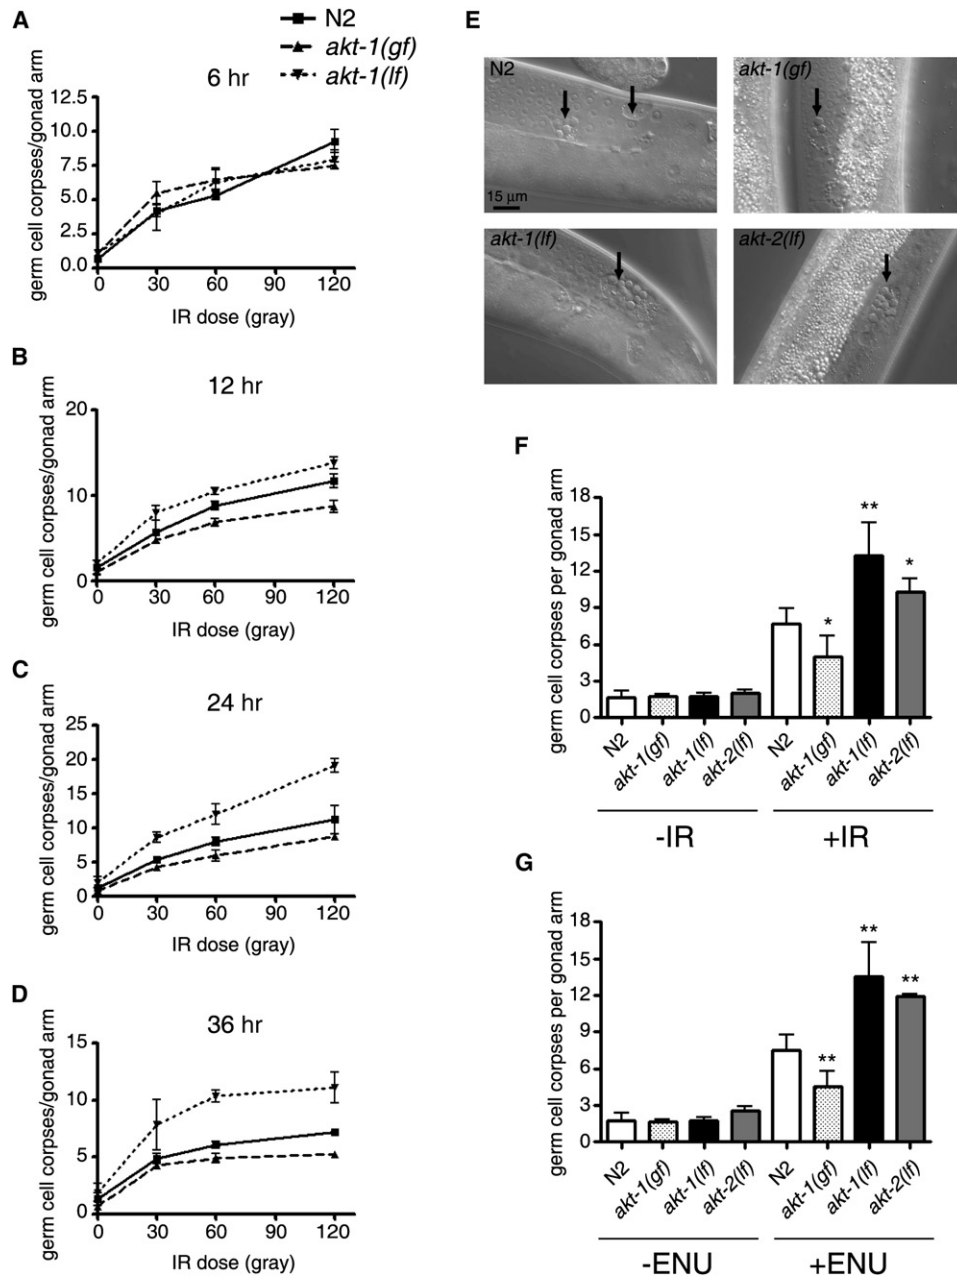 A
N2
akt-1(gf)
akt-1(lf)
6 hr
germ cell corpses/gonad arm
12.5
10.0
7.5
5.0
2.5
0.0
0 30 60 90 120
IR dose (gray)
B
12 hr
germ cell corpses/gonad arm
20
10
0
0 30 60 90 120
IR dose (gray)
C
24 hr
germ cell corpses/gonad arm
25
20
15
10
5
0
0 30 60 90 120
IR dose (gray)
D
36 hr
germ cell corpses/gonad arm
15
10
5
0
0 30 60 90 120
IR dose (gray)
E
N2
15 µm
akt-1(gf)
akt-1(lf)
akt-2(lf)
F
germ cell corpses per gonad arm
18
15
12
9
6
3
0
** 
* 
*
N2 akt-1(gf) akt-1(lf) akt-2(lf) N2 akt-1(gf) akt-1(lf) akt-2(lf)
-IR +IR
G
germ cell corpses per gonad arm
18
15
12
9
6
3
0
**
**
**
N2 akt-1(gf) akt-1(lf) akt-2(lf) N2 akt-1(gf) akt-1(lf) akt-2(lf)
-ENU +ENU